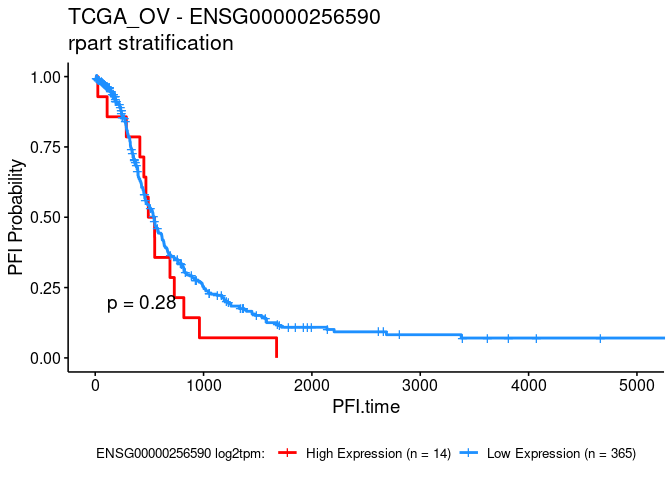 TCGA_OV - ENSG00000256590
rpart stratification
1.00
0.75
0.50
0.25
0.00
PFI Probability
p = 0.28
0 1000 2000 3000 4000 5000
PFI.time
ENSG00000256590 log2tpm: High Expression (n = 14) Low Expression (n = 365)